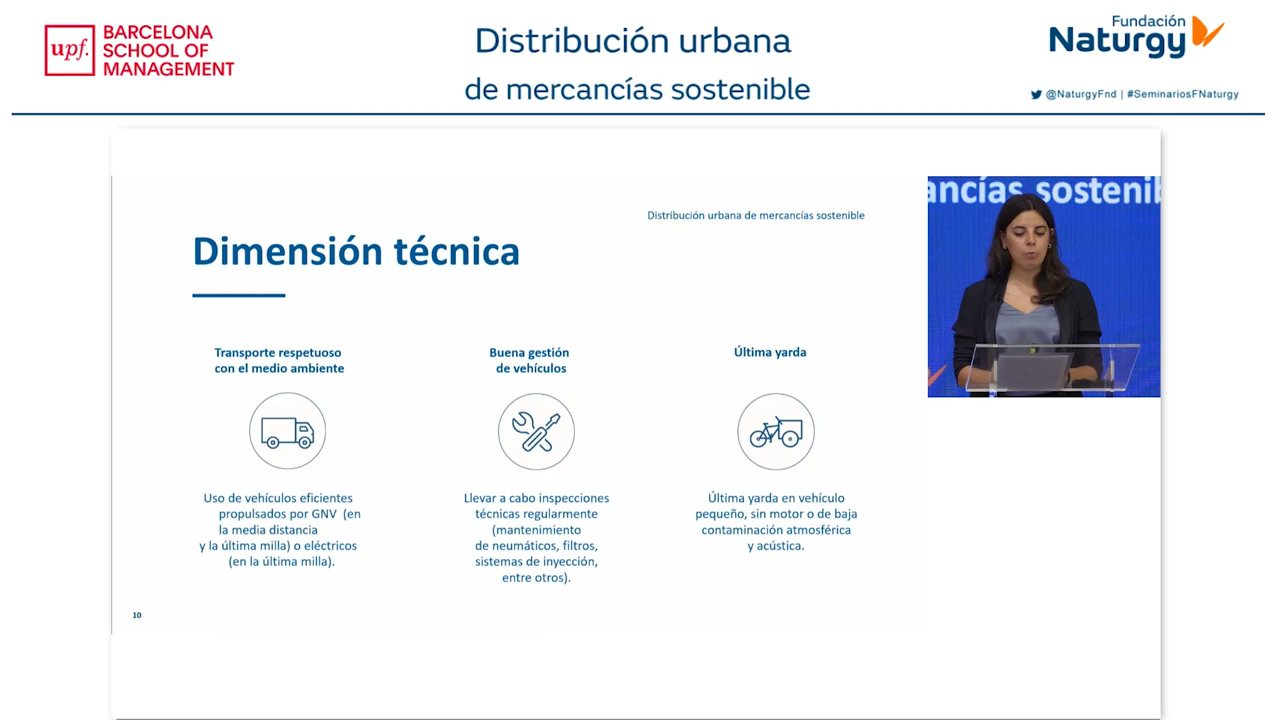 upf.
BARCELONA
SCHOOL OF
MANAGEMENT
Distribución urbana
de mercancías sostenible
Fundación
Naturgy
@NaturgyFnd | #SeminariosFNaturgy
Distribución urbana de mercancías sostenible
Dimensión técnica
Transporte respetuoso
con el medio ambiente
Uso de vehículos eficientes
propulsados por GNV (en
la media distancia
y la última milla) o eléctricos
(en la última milla).
Buena gestión
de vehículos
Llevar a cabo inspecciones
técnicas regularmente
(mantenimiento
de neumáticos, filtros,
sistemas de inyección,
entre otros).
Última yarda
Última yarda en vehículo
pequeño, sin motor o de baja
contaminación atmosférica
y acústica.
10
ancías sostenib